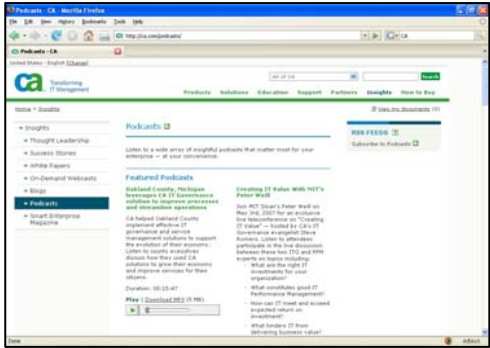 Podcasts - CA - Mozilla Firefox
File Edit View History Bookmarks Tools Help
http://ca.com/podcasts/
CA
Podcasts - CA
United States - English [Change]
All of CA
Search
ca
Transforming
IT Management
Products Solutions Education Support Partners Insights How to Buy
Home > Insights
View my documents (0)
Insights
Thought Leadership
Success Stories
White Papers
On-Demand Webcasts
Blogs
Podcasts
Smart Enterprise
Magazine
Podcasts
Listen to a wide array of insightful podcasts that matter most for your
enterprise — at your convenience.
Featured Podcasts
Oakland County, Michigan
leverages CA IT Governance
solution to improve processes
and streamline operations
CA helped Oakland County
implement effective IT
governance and service
management solutions to support
the evolution of their economy.
Listen to county executives
discuss how they used CA
solutions to grow their economy
and improve services for their
citizens.
Duration: 00:15:47
Play | Download MP3 (5 MB)
Creating IT Value With MIT's
Peter Weill
Join MIT Sloan's Peter Weill on
May 3rd, 2007 for an exclusive
live teleconference on "Creating
IT Value" — hosted by CA's IT
Governance evangelist Steve
Romero. Listen to attendees
participate in the live discussion
between these two ITG and PPM
experts on topics including:
- What are the right IT
investments for your
organization?
- What constitutes good IT
Performance Management?
- How can IT meet and exceed
expected return on
investment?
- What hinders IT from
delivering business value?
RSS FEEDS
Subscribe to Podcasts
Done
Adblock